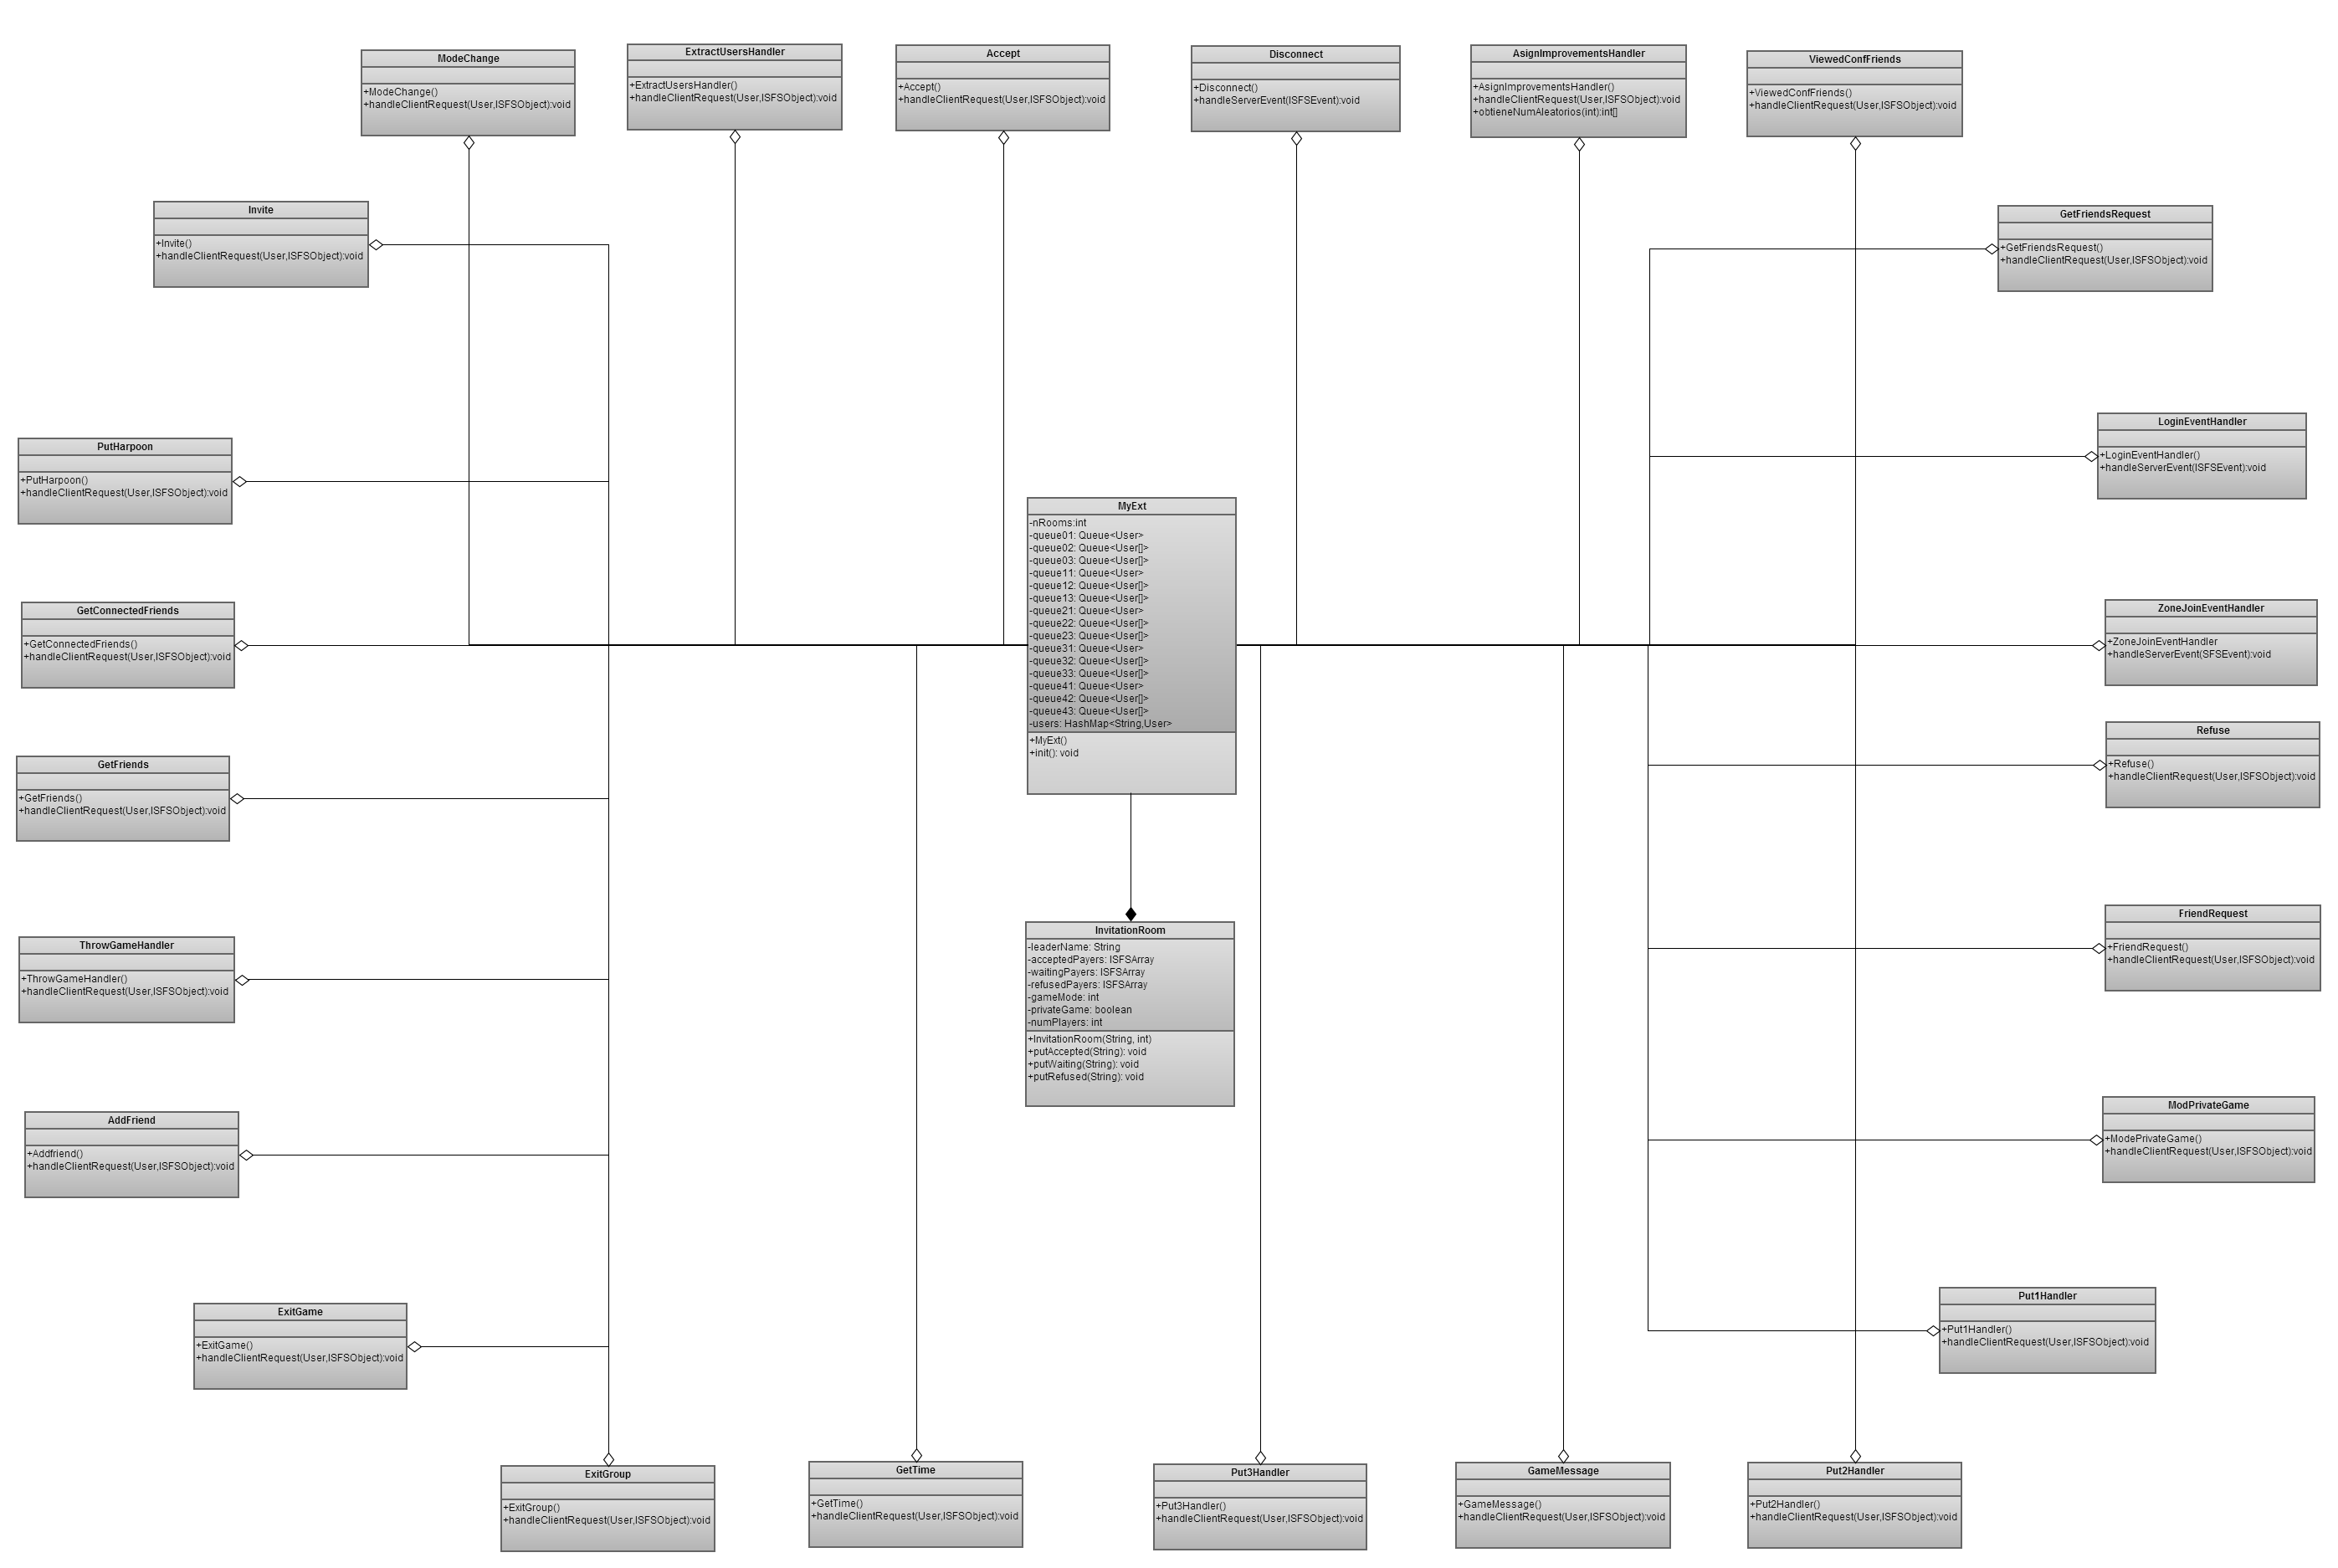 ModeChange
+ModeChange()
+handleClientRequest(User,ISFSObject):void
ExtractUsersHandler
+ExtractUsersHandler()
+handleClientRequest(User,ISFSObject):void
Accept
+Accept()
+handleClientRequest(User,ISFSObject):void
Disconnect
+Disconnect()
+handleServerEvent(ISFSEvent):void
AsignImprovementsHandler
+AsignImprovementsHandler()
+handleClientRequest(User,ISFSObject):void
+obtieneNumAleatorios(int):int[]
ViewedConfFriends
+ViewedConfFriends()
+handleClientRequest(User,ISFSObject):void
Invite
+Invite()
+handleClientRequest(User,ISFSObject):void
GetFriendsRequest
+GetFriendsRequest()
+handleClientRequest(User,ISFSObject):void
PutHarpoon
+PutHarpoon()
+handleClientRequest(User,ISFSObject):void
LoginEventHandler
+LoginEventHandler()
+handleServerEvent(ISFSEvent):void
MyExt
-nRooms:int
-queue01: Queue<User>
-queue02: Queue<User[]>
-queue03: Queue<User[]>
-queue11: Queue<User>
-queue12: Queue<User[]>
-queue13: Queue<User[]>
-queue21: Queue<User>
-queue22: Queue<User[]>
-queue23: Queue<User[]>
-queue31: Queue<User>
-queue32: Queue<User[]>
-queue33: Queue<User[]>
-queue41: Queue<User>
-queue42: Queue<User[]>
-queue43: Queue<User[]>
-users: HashMap<String,User>
+MyExt()
+init(): void
GetConnectedFriends
+GetConnectedFriends()
+handleClientRequest(User,ISFSObject):void
ZoneJoinEventHandler
+ZoneJoinEventHandler
+handleServerEvent(SFSEvent):void
Refuse
+Refuse()
+handleClientRequest(User,ISFSObject):void
GetFriends
+GetFriends()
+handleClientRequest(User,ISFSObject):void
InvitationRoom
-leaderName: String
-acceptedPayers: ISFSArray
-waitingPayers: ISFSArray
-refusedPayers: ISFSArray
-gameMode: int
-privateGame: boolean
-numPlayers: int
+InvitationRoom(String, int)
+putAccepted(String): void
+putWaiting(String): void
+putRefused(String): void
FriendRequest
+FriendRequest()
+handleClientRequest(User,ISFSObject):void
ThrowGameHandler
+ThrowGameHandler()
+handleClientRequest(User,ISFSObject):void
ModPrivateGame
+ModePrivateGame()
+handleClientRequest(User,ISFSObject):void
AddFriend
+Addfriend()
+handleClientRequest(User,ISFSObject):void
Put1Handler
+Put1Handler()
+handleClientRequest(User,ISFSObject):void
ExitGame
+ExitGame()
+handleClientRequest(User,ISFSObject):void
ExitGroup
+ExitGroup()
+handleClientRequest(User,ISFSObject):void
GetTime
+GetTime()
+handleClientRequest(User,ISFSObject):void
Put3Handler
+Put3Handler()
+handleClientRequest(User,ISFSObject):void
GameMessage
+GameMessage()
+handleClientRequest(User,ISFSObject):void
Put2Handler
+Put2Handler()
+handleClientRequest(User,ISFSObject):void